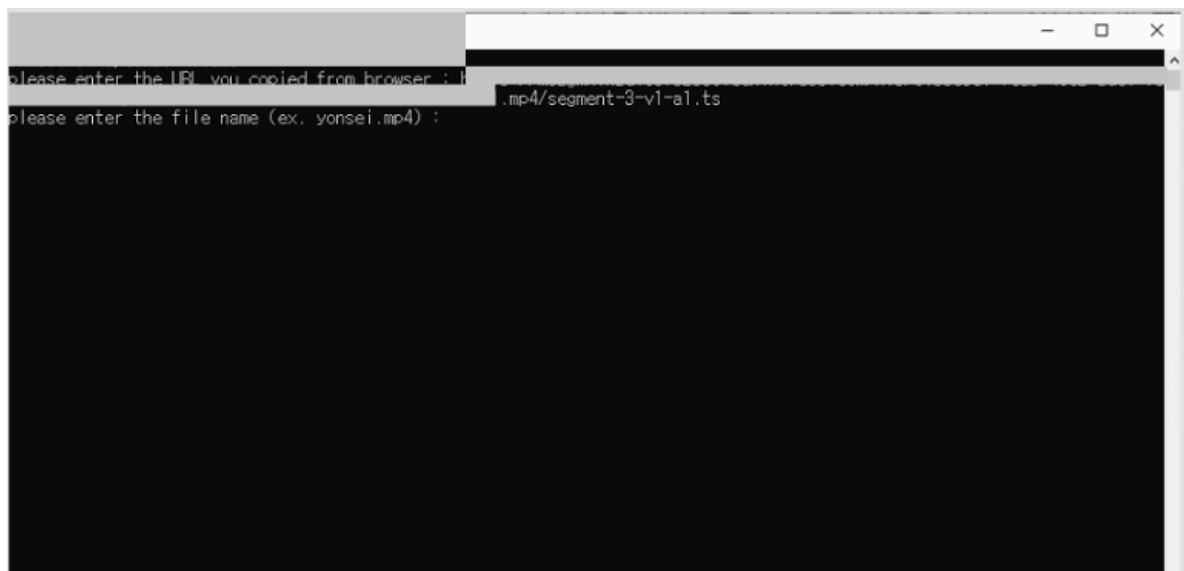 please enter the URL you copied from browser : h
.mp4/segment-3-v1-a1.ts
please enter the file name (ex. yonsei.mp4) :